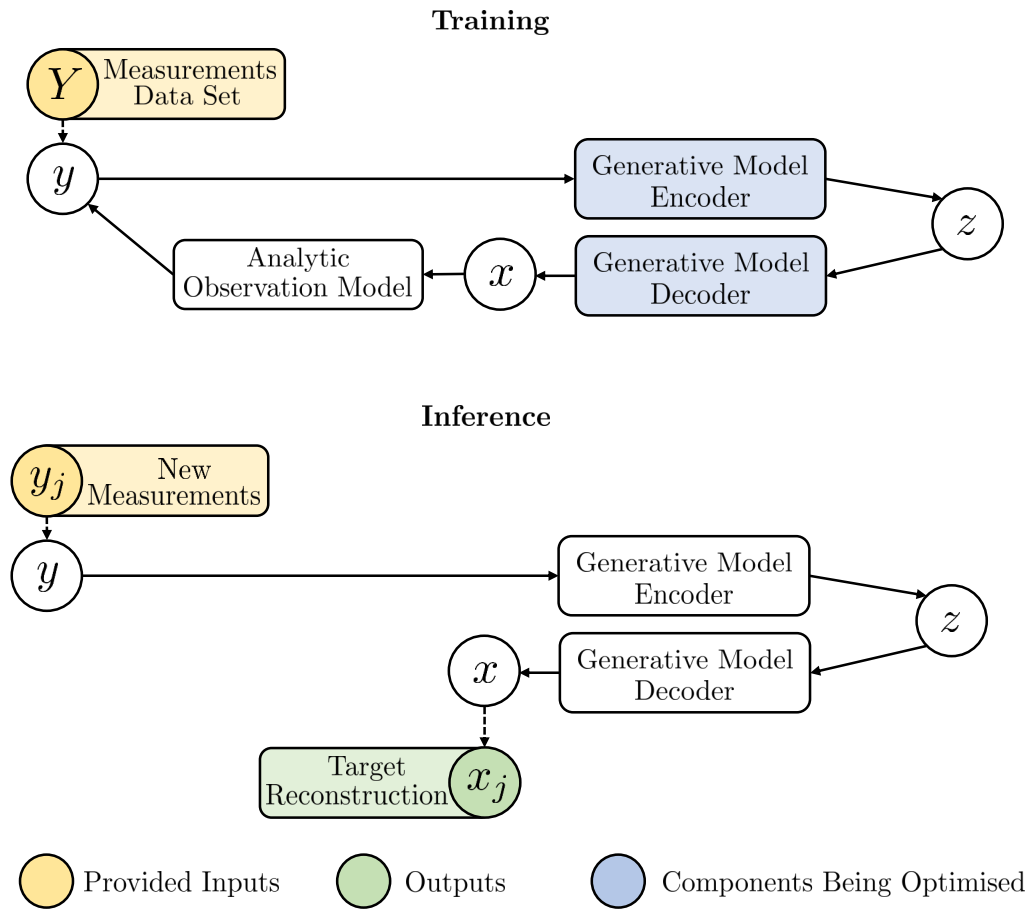 Training
Y
Measurements
Data Set
y
Generative Model
Encoder
z
Analytic
Observation Model
x
Generative Model
Decoder
Inference
y_j
New
Measurements
y
Generative Model
Encoder
z
x
Generative Model
Decoder
Target
Reconstruction
x_j
Provided Inputs
Outputs
Components Being Optimised